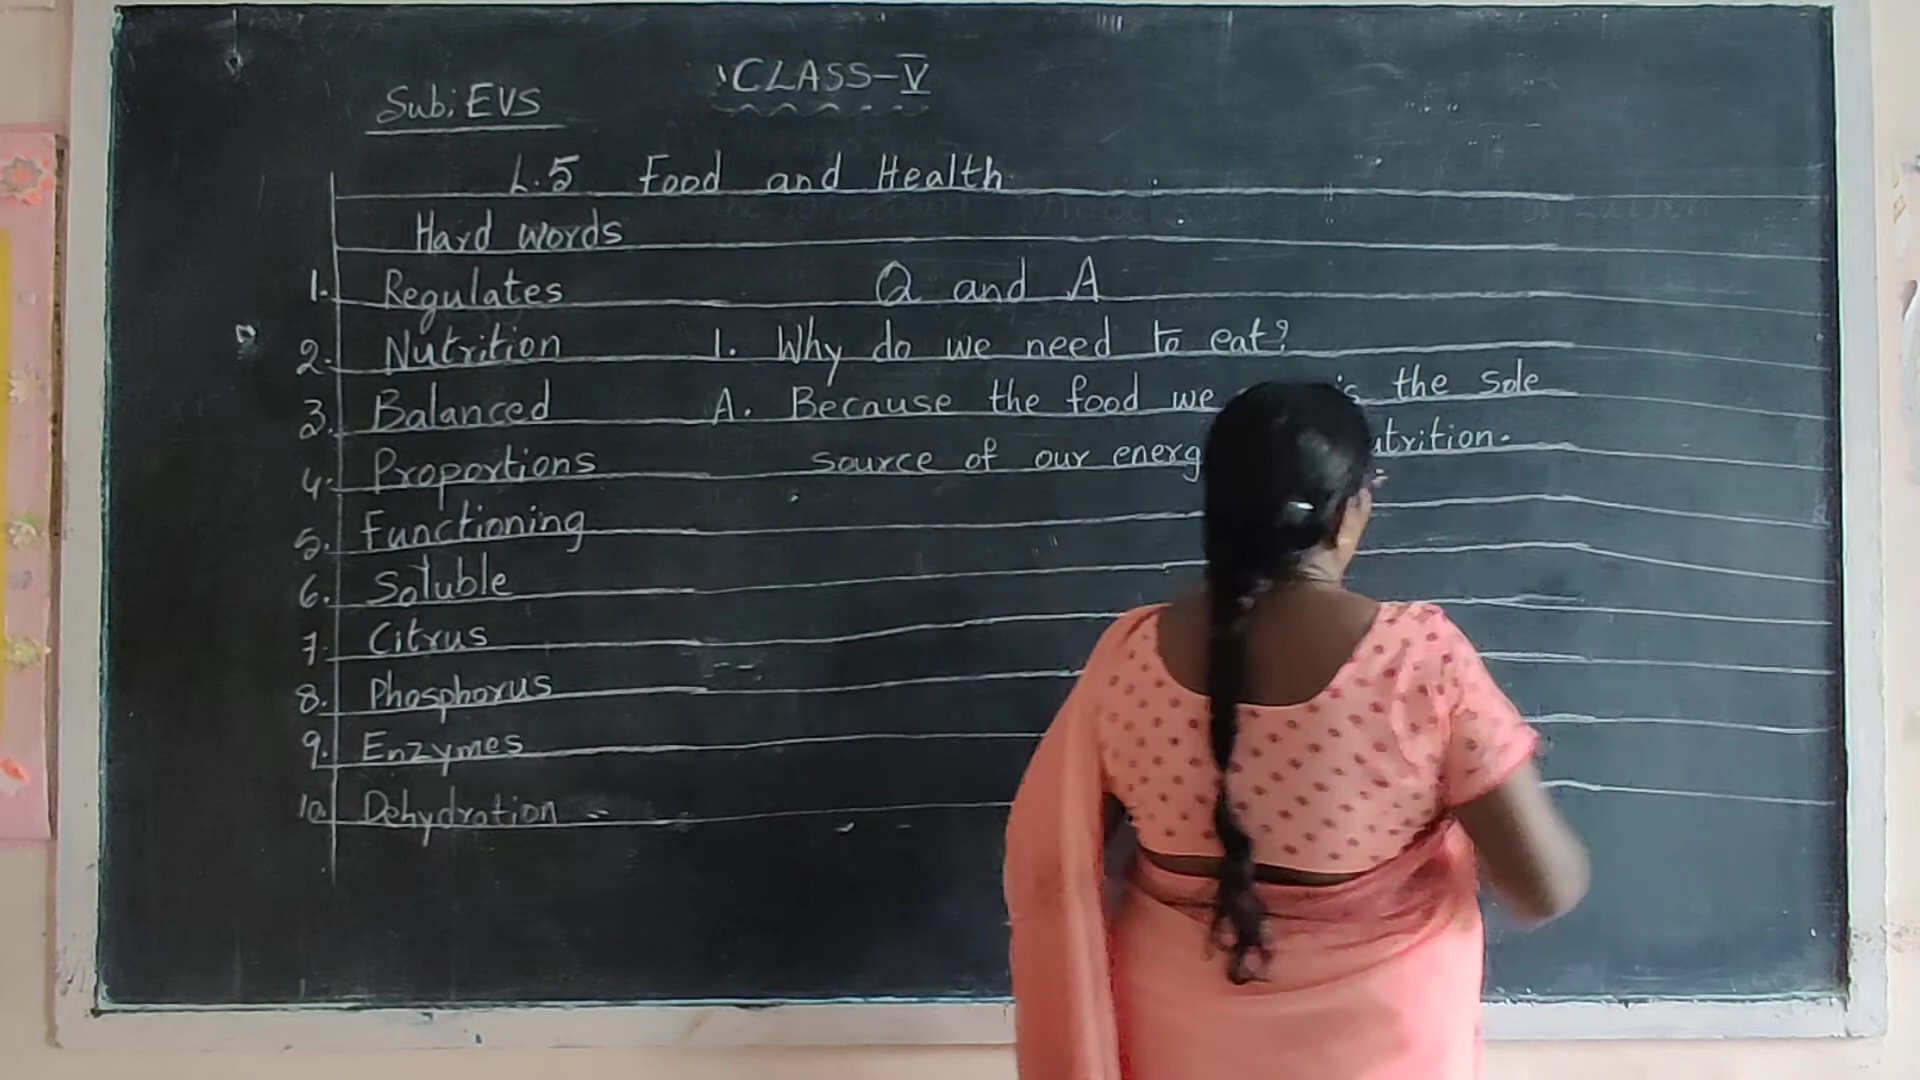 CLASS-V
Sub: EVS
L.5 Food and Health
Hard words
1. Regulates
2. Nutrition
3. Balanced
4. Proportions
5. Functioning
6. Soluble
7. Citrus
8. Phosphorus
9. Enzymes
10. Dehydration
Q and A
1. Why do we need to eat?
A. Because the food we the sole
source of our